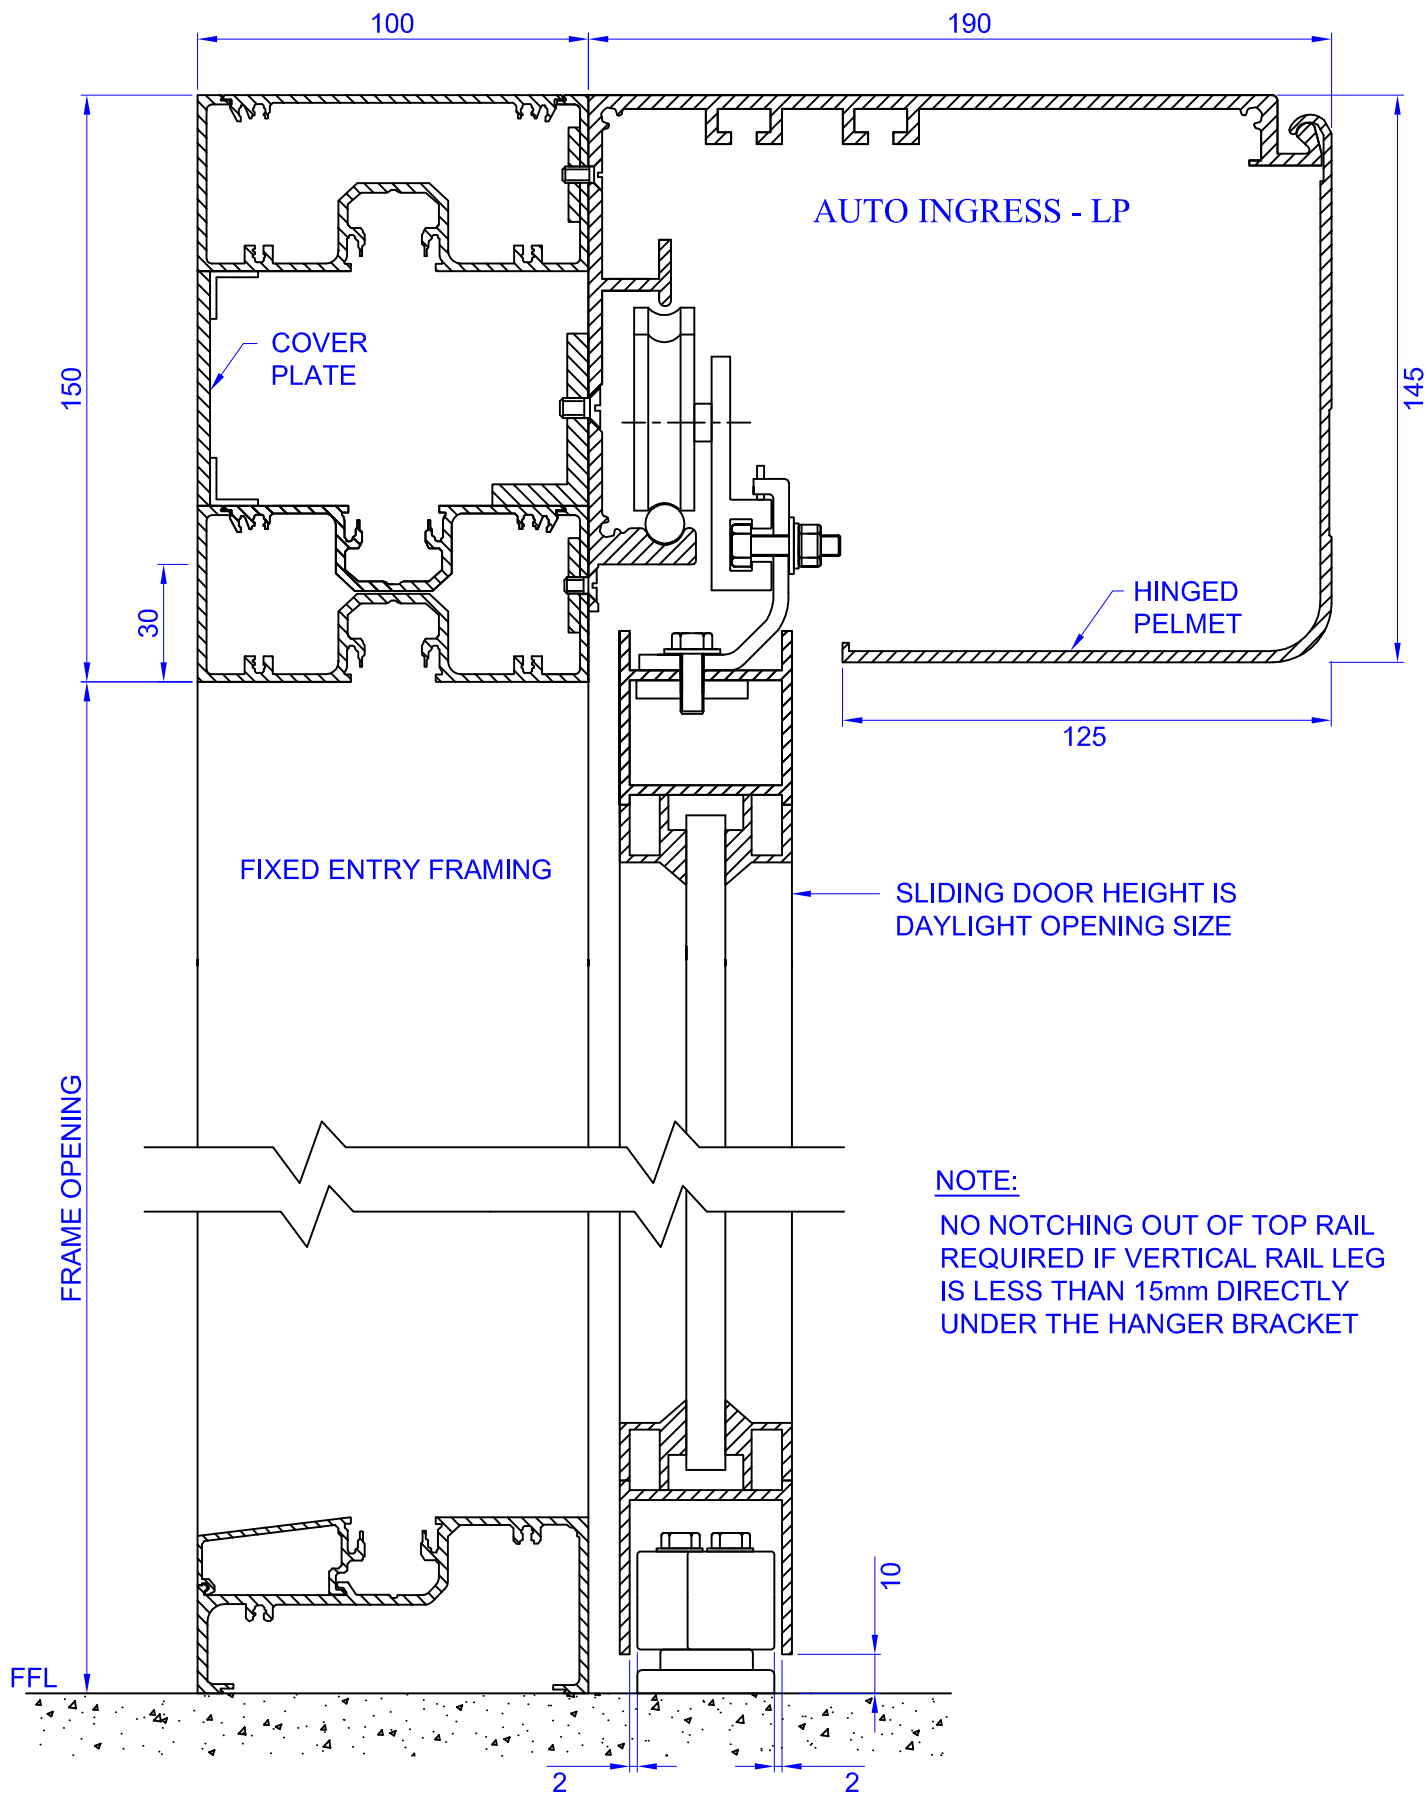 100
190
AUTO INGRESS - LP
COVER
PLATE
150
145
30
HINGED
PELMET
125
FIXED ENTRY FRAMING
SLIDING DOOR HEIGHT IS
DAYLIGHT OPENING SIZE
FRAME OPENING
NOTE:
NO NOTCHING OUT OF TOP RAIL
REQUIRED IF VERTICAL RAIL LEG
IS LESS THAN 15mm DIRECTLY
UNDER THE HANGER BRACKET
10
FFL
2
2